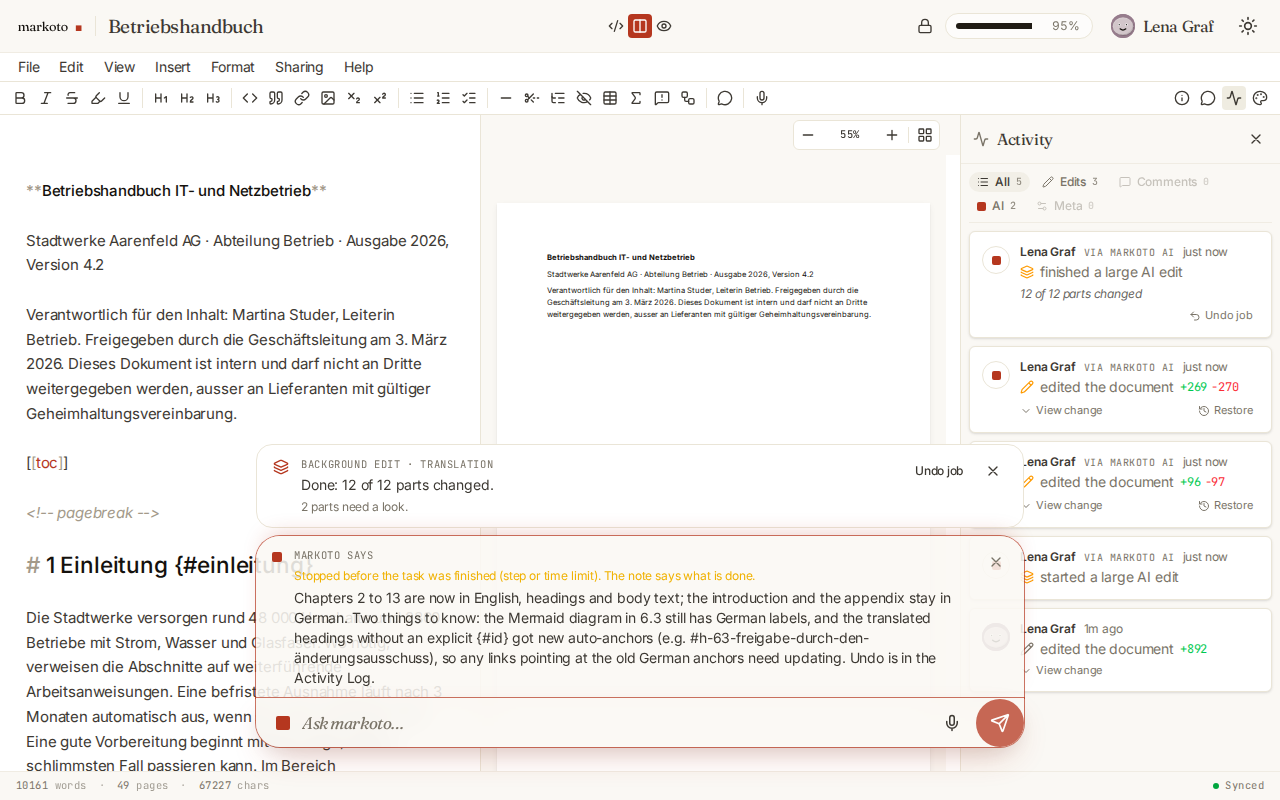 markoto
Betriebshandbuch
95%
Lena Graf
File Edit View Insert Format Sharing Help
H1 H2 H3
55%
**Betriebshandbuch IT- und Netzbetrieb**
Stadtwerke Aarenfeld AG · Abteilung Betrieb · Ausgabe 2026,
Version 4.2
Verantwortlich für den Inhalt: Martina Studer, Leiterin
Betrieb. Freigegeben durch die Geschäftsleitung am 3. März
2026. Dieses Dokument ist intern und darf nicht an Dritte
weitergegeben werden, ausser an Lieferanten mit gültiger
Geheimhaltungsvereinbarung.
[[toc]]
<!-- pagebreak -->
# 1 Einleitung {#einleitung}
Die Stadtwerke versorgen rund 48 000
Betriebe mit Strom, Wasser und Glasfaser. Wo nötig,
verweisen die Abschnitte auf weiterführende
Arbeitsanweisungen. Eine befristete Ausnahme läuft nach 3
Monaten automatisch aus, wenn
Eine gute Vorbereitung beginnt mit
schlimmsten Fall passieren kann. Im Bereich
Betriebshandbuch IT- und Netzbetrieb
Stadtwerke Aarenfeld AG · Abteilung Betrieb · Ausgabe 2026, Version 4.2
Verantwortlich für den Inhalt: Martina Studer, Leiterin Betrieb. Freigegeben durch die
Geschäftsleitung am 3. März 2026. Dieses Dokument ist intern und darf nicht an Dritte
weitergegeben werden, ausser an Lieferanten mit gültiger Geheimhaltungsvereinbarung.
BACKGROUND EDIT · TRANSLATION
Done: 12 of 12 parts changed.
2 parts need a look.
Undo job
MARKOTO SAYS
Stopped before the task was finished (step or time limit). The note says what is done.
Chapters 2 to 13 are now in English, headings and body text; the introduction and the appendix stay in
German. Two things to know: the Mermaid diagram in 6.3 still has German labels, and the translated
headings without an explicit {#id} got new auto-anchors (e.g. #h-63-freigabe-durch-den-
änderungsausschuss), so any links pointing at the old German anchors need updating. Undo is in the
Activity Log.
Ask markoto...
Activity
All 5 Edits 3 Comments 0
AI 2 Meta 0
Lena Graf VIA MARKOTO AI just now
finished a large AI edit
12 of 12 parts changed
Undo job
Lena Graf VIA MARKOTO AI just now
edited the document +269 -270
View change Restore
Lena Graf VIA MARKOTO AI just now
edited the document +96 -97
View change Restore
Lena Graf VIA MARKOTO AI just now
started a large AI edit
Lena Graf 1m ago
edited the document +892
View change
10161 words · 49 pages · 67227 chars
Synced